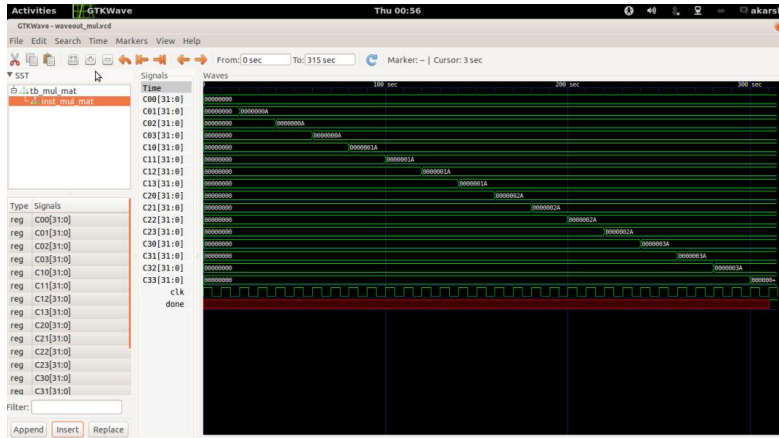 Activities GTKWave Thu 00:56 akars
GTKWave - waveout_mul.vcd
File Edit Search Time Markers View Help
From: 0 sec To: 315 sec Marker: -- | Cursor: 3 sec
SST
tb_mul_mat
inst_mul_mat
Type Signals
reg C00[31:0]
reg C01[31:0]
reg C02[31:0]
reg C03[31:0]
reg C10[31:0]
reg C11[31:0]
reg C12[31:0]
reg C13[31:0]
reg C20[31:0]
reg C21[31:0]
reg C22[31:0]
reg C23[31:0]
reg C30[31:0]
reg C31[31:0]
Filter:
Append Insert Replace
Signals
Time
C00[31:0]
C01[31:0]
C02[31:0]
C03[31:0]
C10[31:0]
C11[31:0]
C12[31:0]
C13[31:0]
C20[31:0]
C21[31:0]
C22[31:0]
C23[31:0]
C30[31:0]
C31[31:0]
C32[31:0]
C33[31:0]
clk
done
Waves
100 sec 200 sec 300 sec
00000000
00000000 0000000A
00000000 0000000A
00000000 0000000A
00000000 0000001A
00000000 0000001A
00000000 0000001A
00000000 0000001A
00000000 0000002A
00000000 0000002A
00000000 0000002A
00000000 0000002A
00000000 0000003A
00000000 0000003A
00000000 0000003A
00000000 000000+